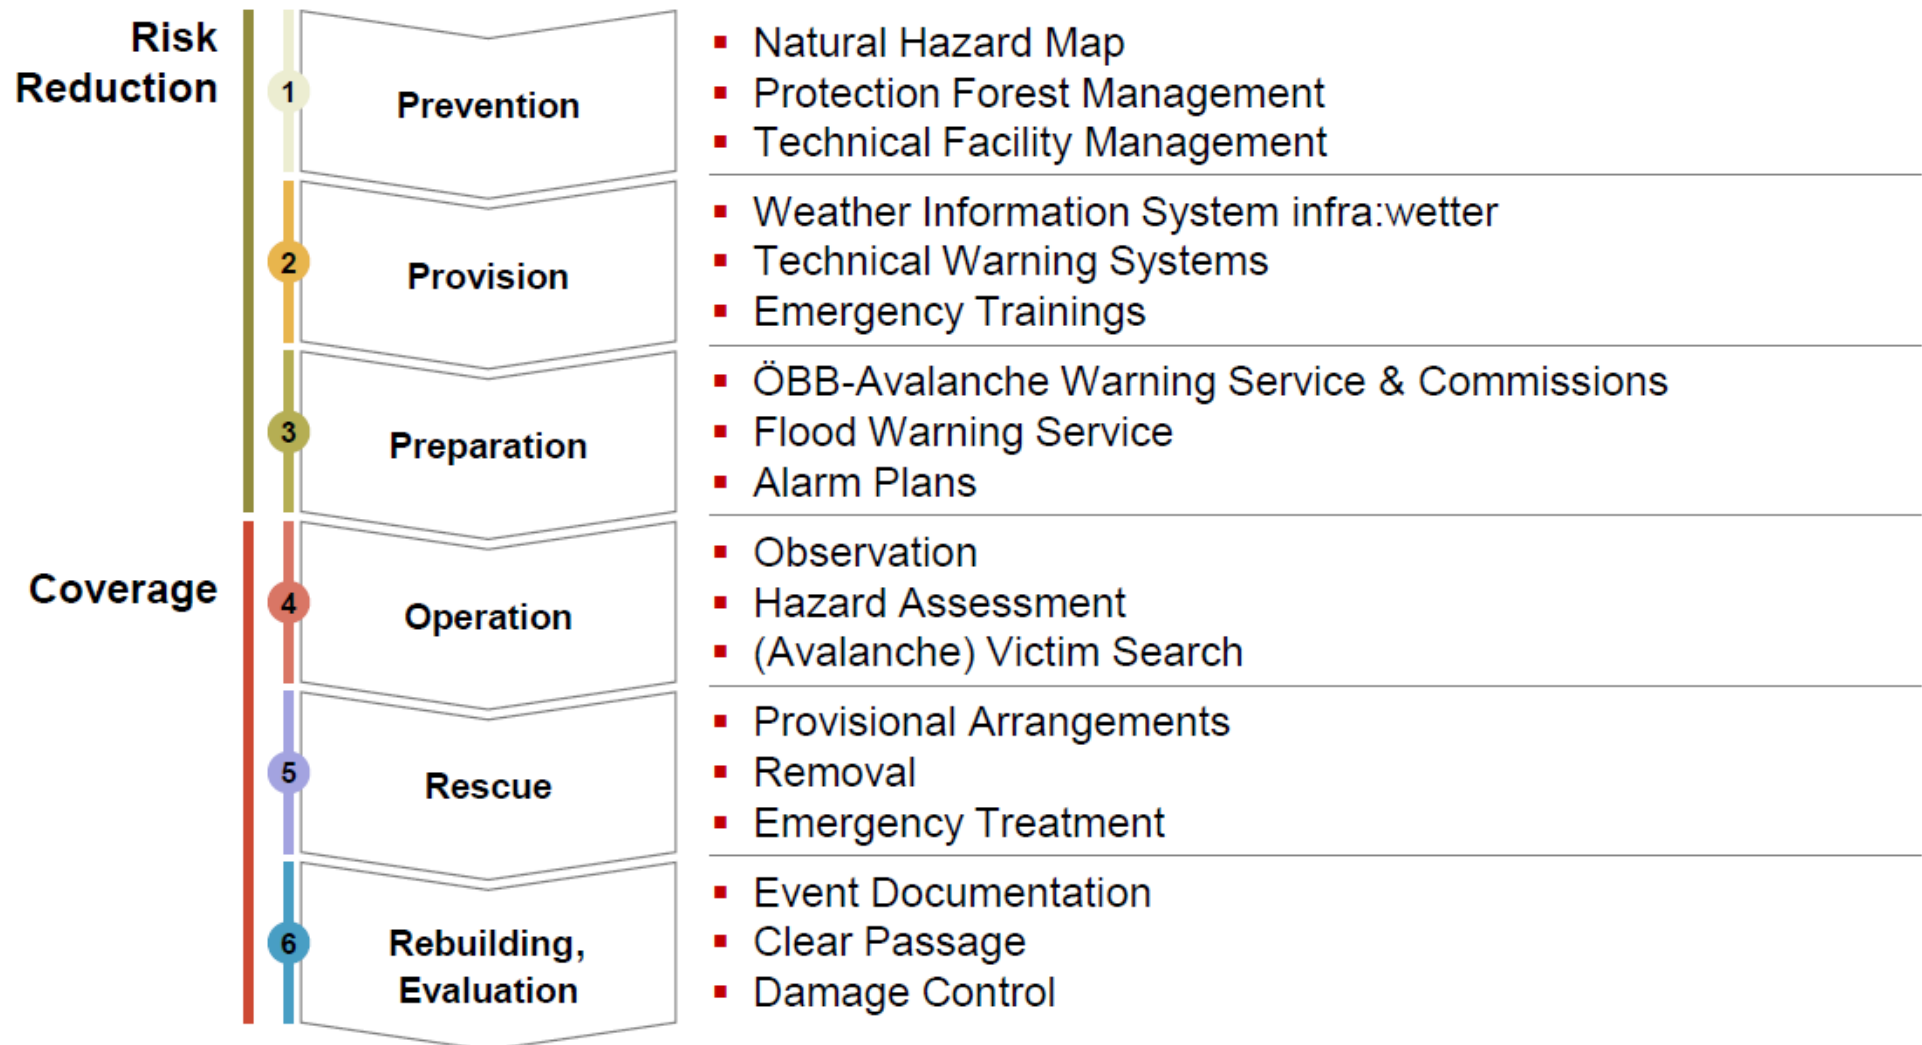 Risk
Reduction
1
Prevention
▪ Natural Hazard Map
▪ Protection Forest Management
▪ Technical Facility Management
2
Provision
▪ Weather Information System infra:wetter
▪ Technical Warning Systems
▪ Emergency Trainings
3
Preparation
▪ ÖBB-Avalanche Warning Service & Commissions
▪ Flood Warning Service
▪ Alarm Plans
Coverage
4
Operation
▪ Observation
▪ Hazard Assessment
▪ (Avalanche) Victim Search
5
Rescue
▪ Provisional Arrangements
▪ Removal
▪ Emergency Treatment
6
Rebuilding,
Evaluation
▪ Event Documentation
▪ Clear Passage
▪ Damage Control